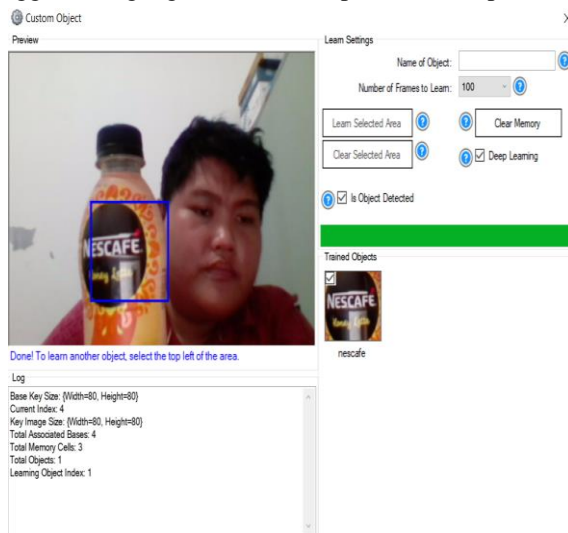 Custom Object
Preview
Learn Settings
Name of Object:
Number of Frames to Learn:
100
Learn Selected Area
Clear Memory
Clear Selected Area
Deep Learning
Is Object Detected
NESCAFE
Trained Objects
NESCAFE
nescafe
Done! To learn another object, select the top left of the area.
Log
Base Key Size: {Width=80, Height=80}
Current Index: 4
Key Image Size: {Width=80, Height=80}
Total Associated Bases: 4
Total Memory Cells: 3
Total Objects: 1
Learning Object Index: 1